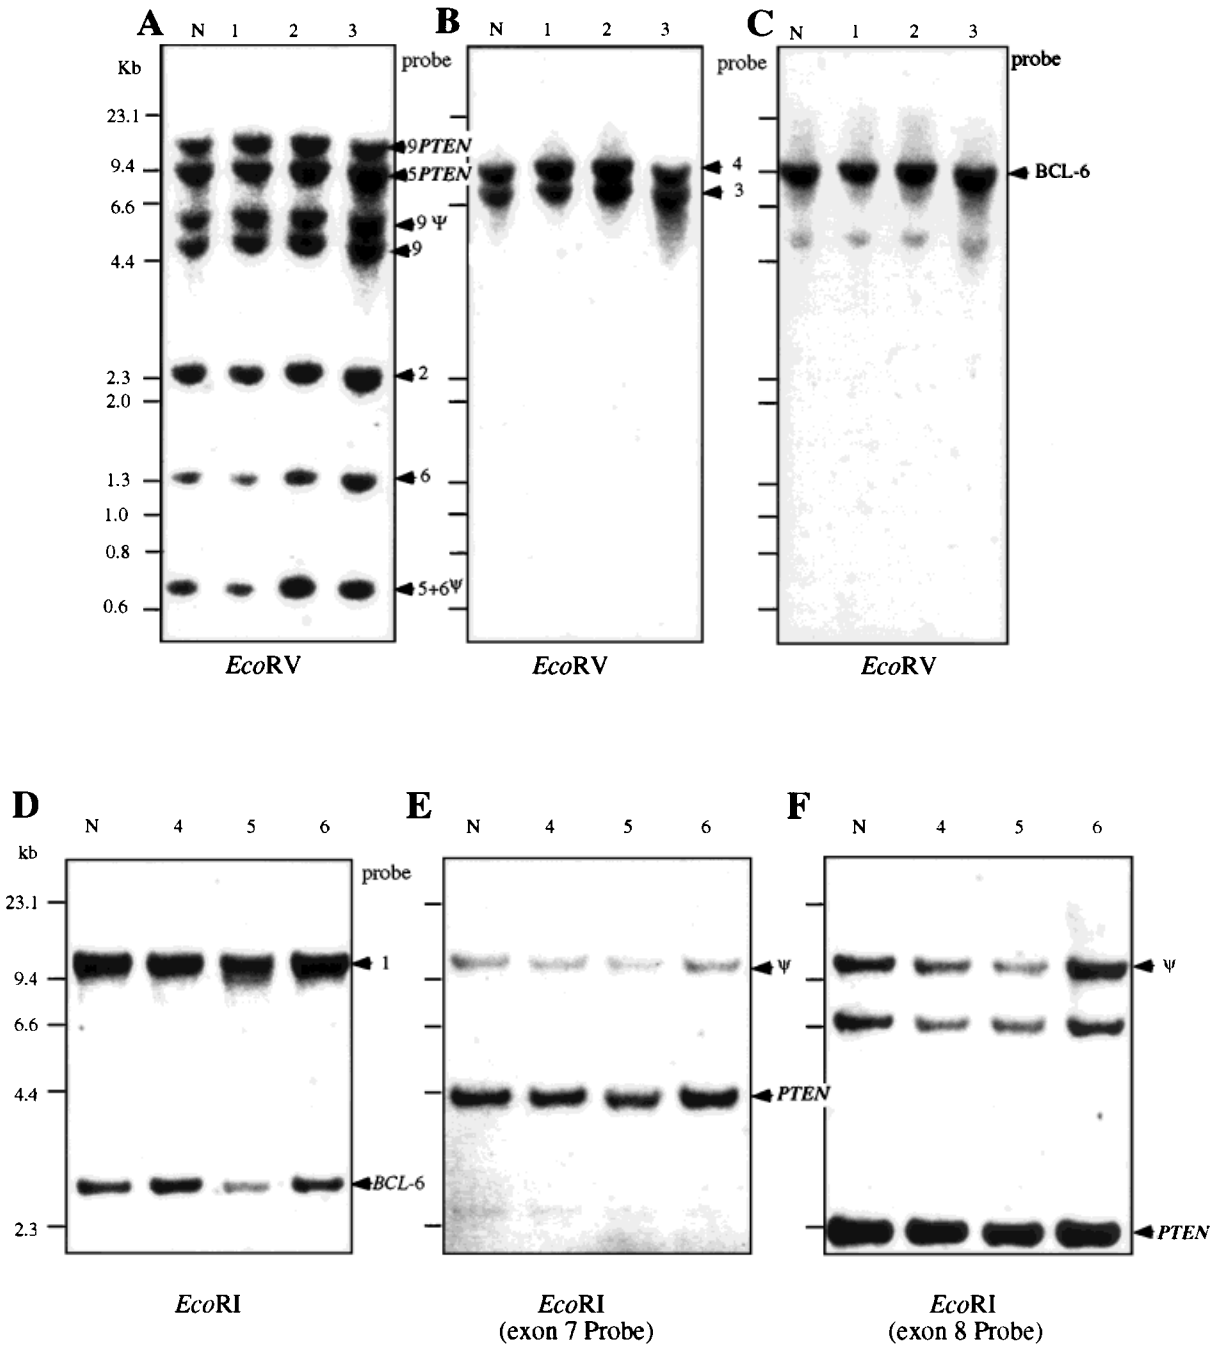 A B C
N 1 2 3 N 1 2 3 N 1 2 3
Kb probe probe probe
23.1
9PTEN
9.4 4 BCL-6
5PTEN
6.6 3
9 Ψ
9
4.4
2.3 2
2.0
1.3 6
1.0
0.8
5+6Ψ
0.6
EcoRV EcoRV EcoRV
D E F
N 4 5 6 N 4 5 6 N 4 5 6
kb
probe
23.1
1 Ψ Ψ
9.4
6.6
4.4 PTEN
BCL-6
2.3 PTEN
EcoRI EcoRI EcoRI
(exon 7 Probe) (exon 8 Probe)